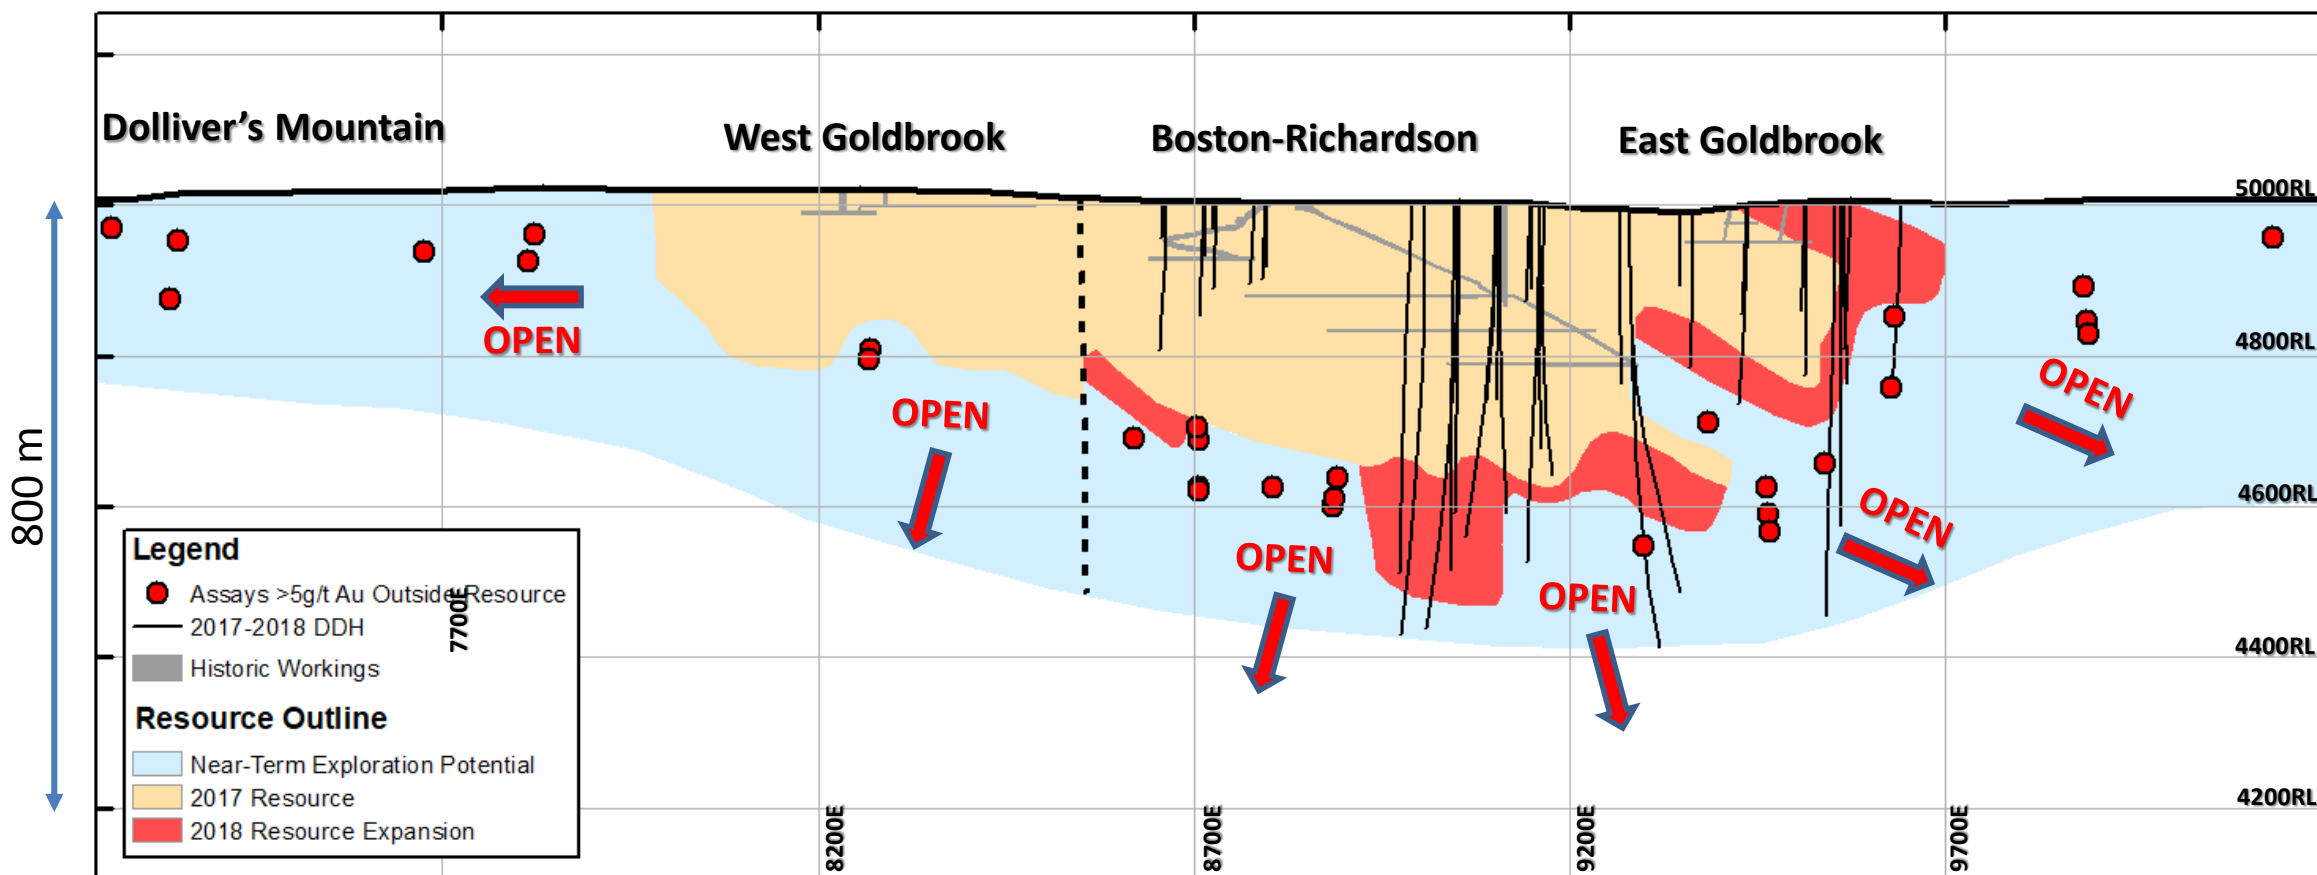 Dolliver’s Mountain
West Goldbrook
Boston-Richardson
East Goldbrook
5000RL
4800RL
4600RL
4400RL
4200RL
800 m
OPEN
OPEN
OPEN
OPEN
OPEN
OPEN
Legend
Assays >5g/t Au Outside Resource
2017-2018 DDH
Historic Workings
Resource Outline
Near-Term Exploration Potential
2017 Resource
2018 Resource Expansion
7700E
8200E
8700E
9200E
9700E